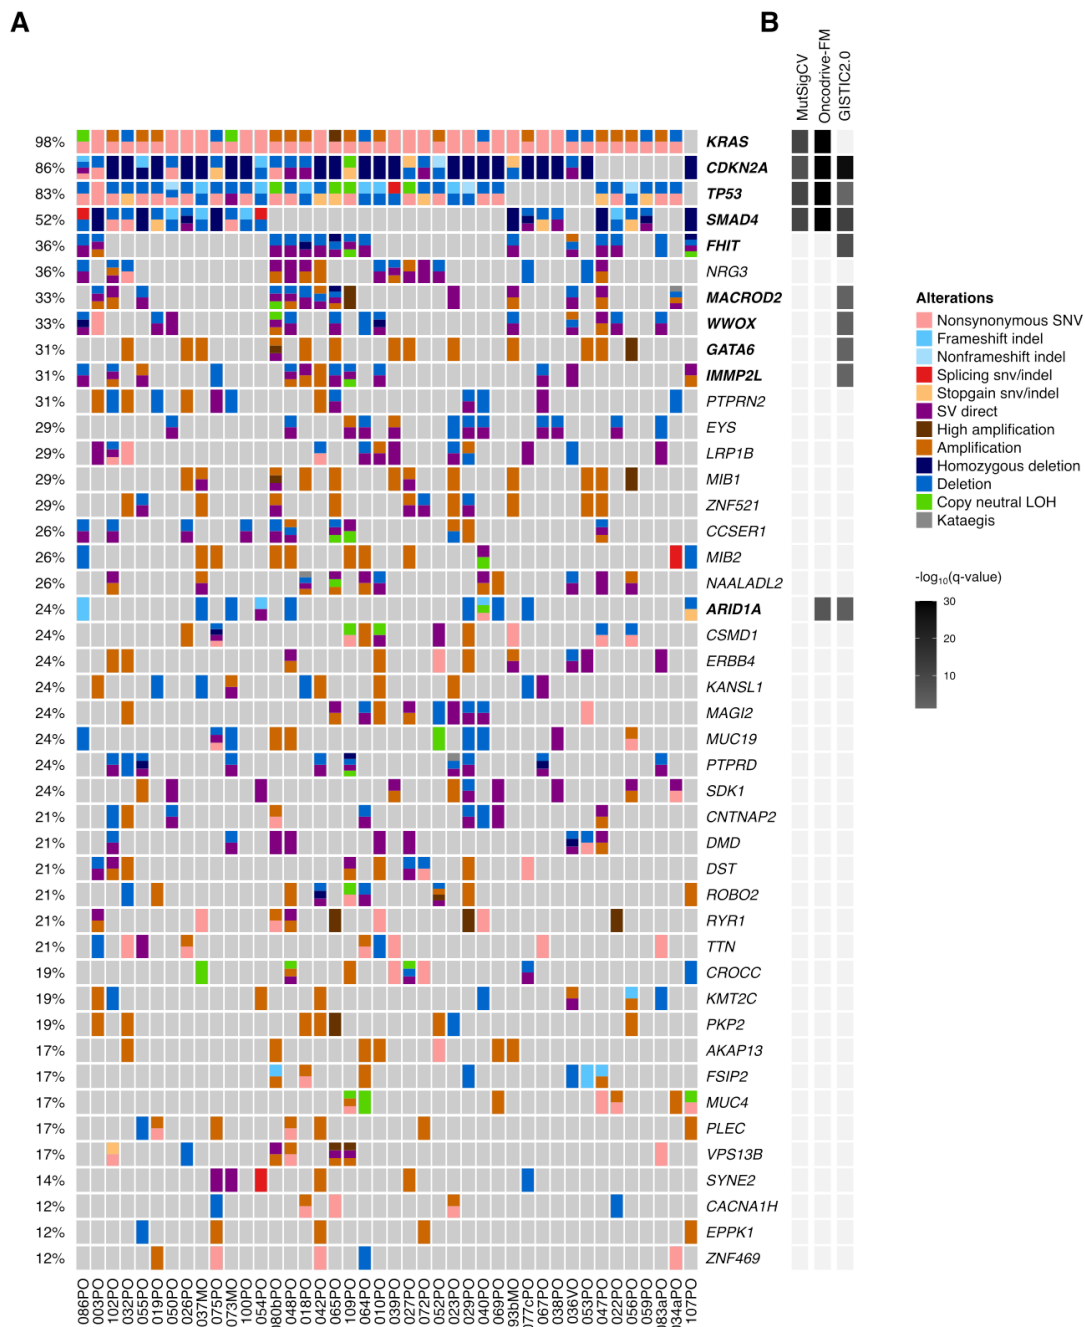 A
B
MutSigCV
Oncodrive-FM
GISTIC2.0
98% KRAS
86% CDKN2A
83% TP53
52% SMAD4
36% FHIT
36% NRG3
33% MACROD2
33% WWOX
31% GATA6
31% IMMP2L
31% PTPRN2
29% EYS
29% LRP1B
29% MIB1
29% ZNF521
26% CCSER1
26% MIB2
26% NAALADL2
24% ARID1A
24% CSMD1
24% ERBB4
24% KANSL1
24% MAGI2
24% MUC19
24% PTPRD
24% SDK1
21% CNTNAP2
21% DMD
21% DST
21% ROBO2
21% RYR1
21% TTN
19% CROCC
19% KMT2C
19% PKP2
17% AKAP13
17% FSIP2
17% MUC4
17% PLEC
17% VPS13B
14% SYNE2
12% CACNA1H
12% EPPK1
12% ZNF469
086PO
003PO
102PO
032PO
055PO
019PO
050PO
026PO
037MO
075PO
073MO
100PO
054PO
080bPO
048PO
018PO
042PO
065PO
109PO
064PO
010PO
039PO
027PO
072PO
052PO
023PO
029PO
040PO
069PO
93bMO
077cPO
067PO
038PO
036VO
053PO
047PO
022PO
056PO
059PO
083aPO
034aPO
107PO
Alterations
Nonsynonymous SNV
Frameshift indel
Nonframeshift indel
Splicing snv/indel
Stopgain snv/indel
SV direct
High amplification
Amplification
Homozygous deletion
Deletion
Copy neutral LOH
Kataegis
-log₁₀(q-value)
30
20
10